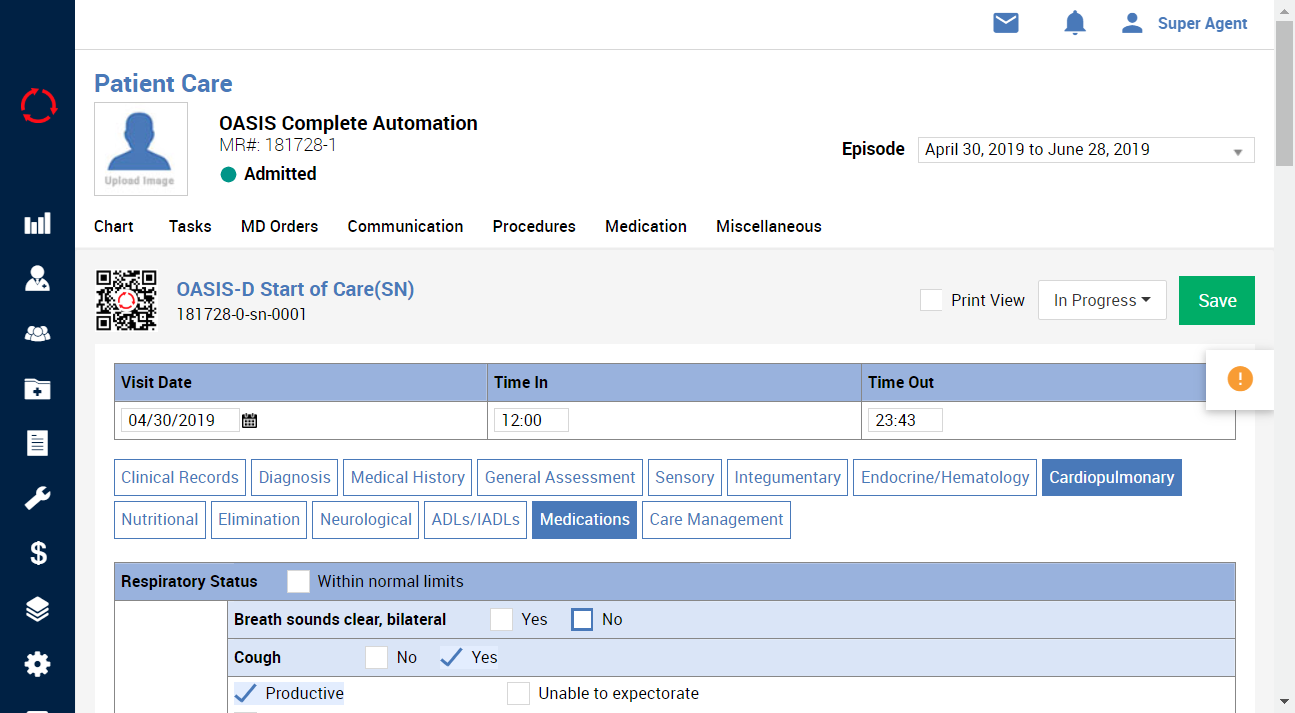 Super Agent
Patient Care
Upload Image
OASIS Complete Automation
MR#: 181728-1
Admitted
Episode April 30, 2019 to June 28, 2019
Chart Tasks MD Orders Communication Procedures Medication Miscellaneous
OASIS-D Start of Care(SN)
181728-0-sn-0001
Print View In Progress Save
Visit Date Time In Time Out
04/30/2019 12:00 23:43
Clinical Records Diagnosis Medical History General Assessment Sensory Integumentary Endocrine/Hematology Cardiopulmonary
Nutritional Elimination Neurological ADLs/IADLs Medications Care Management
Respiratory Status Within normal limits
Breath sounds clear, bilateral Yes No
Cough No Yes
Productive Unable to expectorate